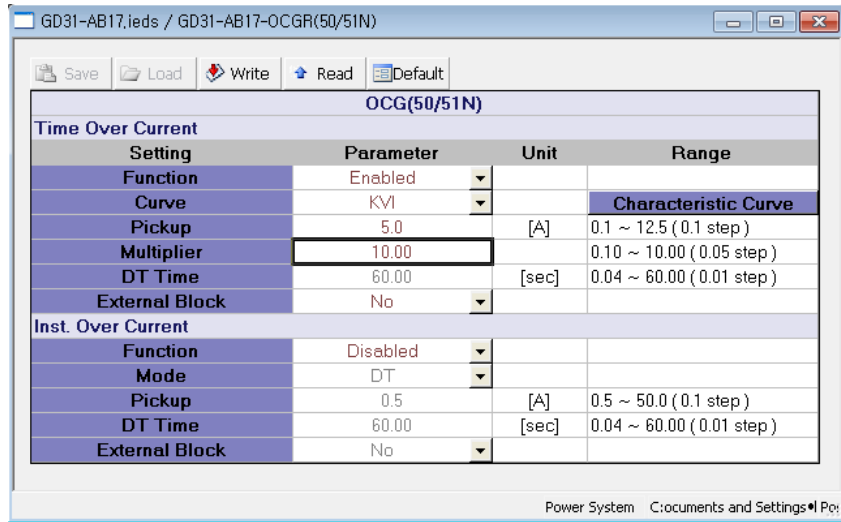 GD31-AB17.ieds / GD31-AB17-OCGR(50/51N)
Save Load Write Read Default
OCG(50/51N)
Time Over Current
Setting Parameter Unit Range
Function Enabled
Curve KVI Characteristic Curve
Pickup 5.0 [A] 0.1 ~ 12.5 ( 0.1 step )
Multiplier 10.00 0.10 ~ 10.00 ( 0.05 step )
DT Time 60.00 [sec] 0.04 ~ 60.00 ( 0.01 step )
External Block No
Inst. Over Current
Function Disabled
Mode DT
Pickup 0.5 [A] 0.5 ~ 50.0 ( 0.1 step )
DT Time 60.00 [sec] 0.04 ~ 60.00 ( 0.01 step )
External Block No
Power System C:ocuments and Settings